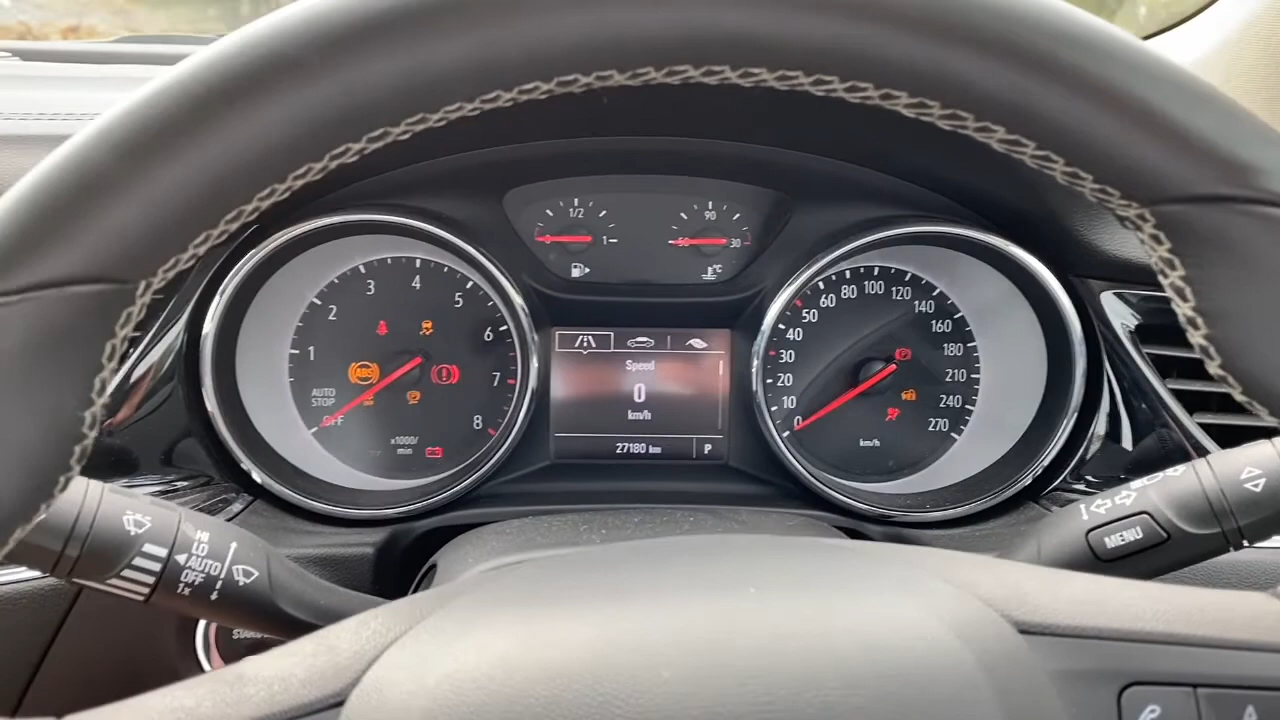 1/2
0
1
90
50
30
1
2
3
4
5
6
7
8
AUTO
STOP
OFF
ABS
x1000/
min
Speed
0
km/h
27180 km
P
0
10
20
30
40
50
60
80
100
120
140
160
180
210
240
270
km/h
HI
LO
AUTO
OFF
1x
MENU